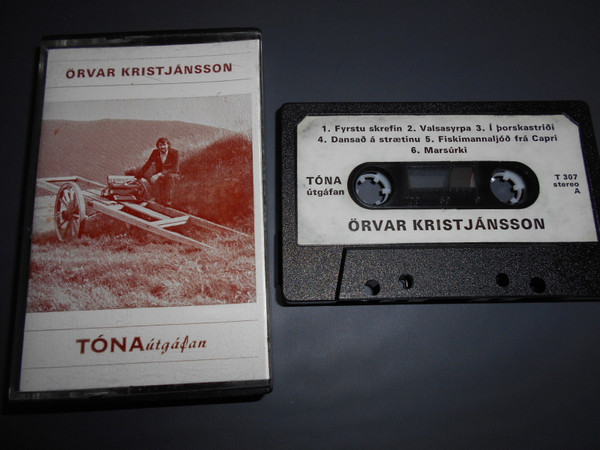 ÖRVAR KRISTJÁNSSON
TÓNAútgáfan
1. Fyrstu skrefin 2. Valsasyrpa 3. Í þorskastriði
4. Dansað á strætinu 5. Fiskimannaljóð frá Capri
6. Marsúrki
TÓNA
útgáfan
T 307
stereo
A
ÖRVAR KRISTJÁNSSON